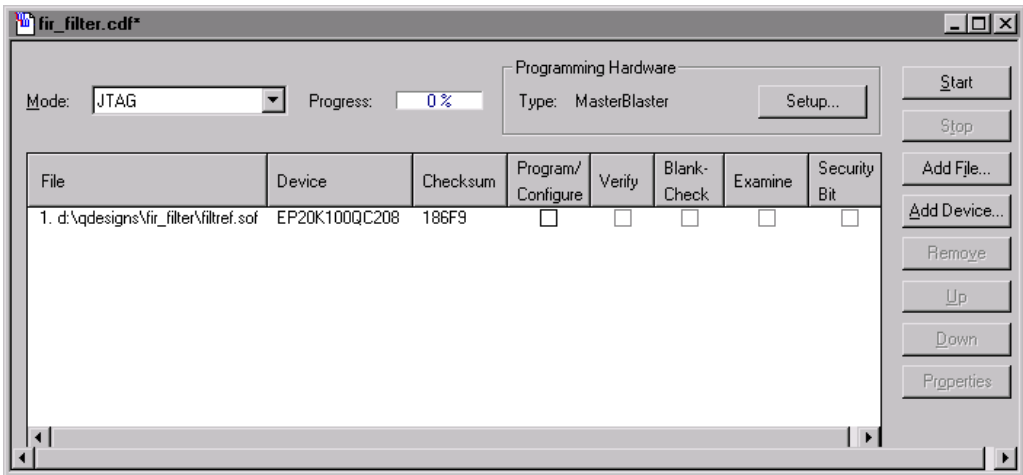 fir_filter.cdf*
Mode: JTAG
Progress: 0 %
Programming Hardware
Type: MasterBlaster
Setup...
Start
Stop
Add File...
Add Device...
Remove
Up
Down
Properties
File Device Checksum Program/ Configure Verify Blank- Check Examine Security Bit
1. d:\qdesigns\fir_filter\filtref.sof EP20K100QC208 186F9